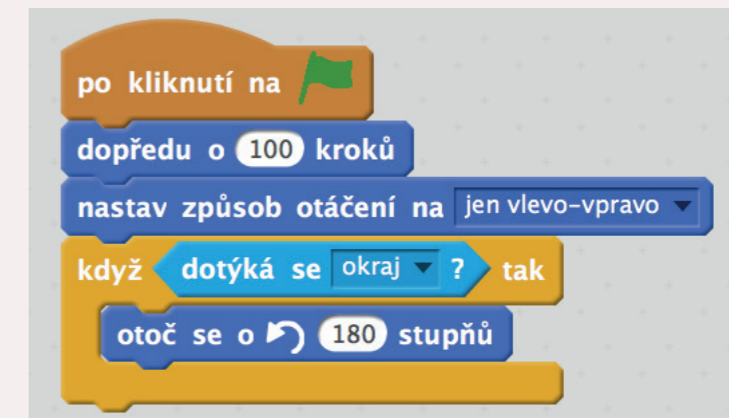 po kliknutí na
dopředu o 100 kroků
nastav způsob otáčení na jen vlevo-vpravo
když dotýká se okraj ? tak
otoč se o 180 stupňů